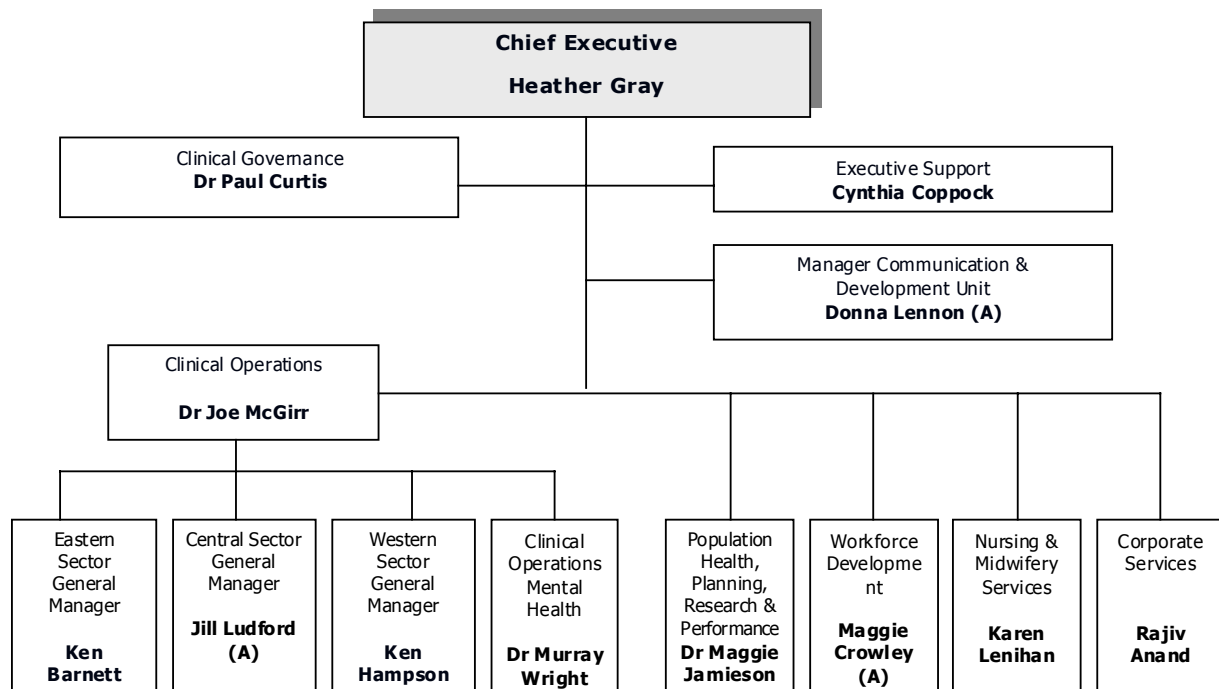 Chief Executive
Heather Gray
Clinical Governance
Dr Paul Curtis
Executive Support
Cynthia Coppock
Manager Communication &
Development Unit
Donna Lennon (A)
Clinical Operations
Dr Joe McGirr
Eastern
Sector
General
Manager
Ken
Barnett
Central Sector
General
Manager
Jill Ludford
(A)
Western
Sector
General
Manager
Ken
Hampson
Clinical
Operations
Mental
Health
Dr Murray
Wright
Population
Health,
Planning,
Research &
Performance
Dr Maggie
Jamieson
Workforce
Developme
nt
Maggie
Crowley
(A)
Nursing &
Midwifery
Services
Karen
Lenihan
Corporate
Services
Rajiv
Anand